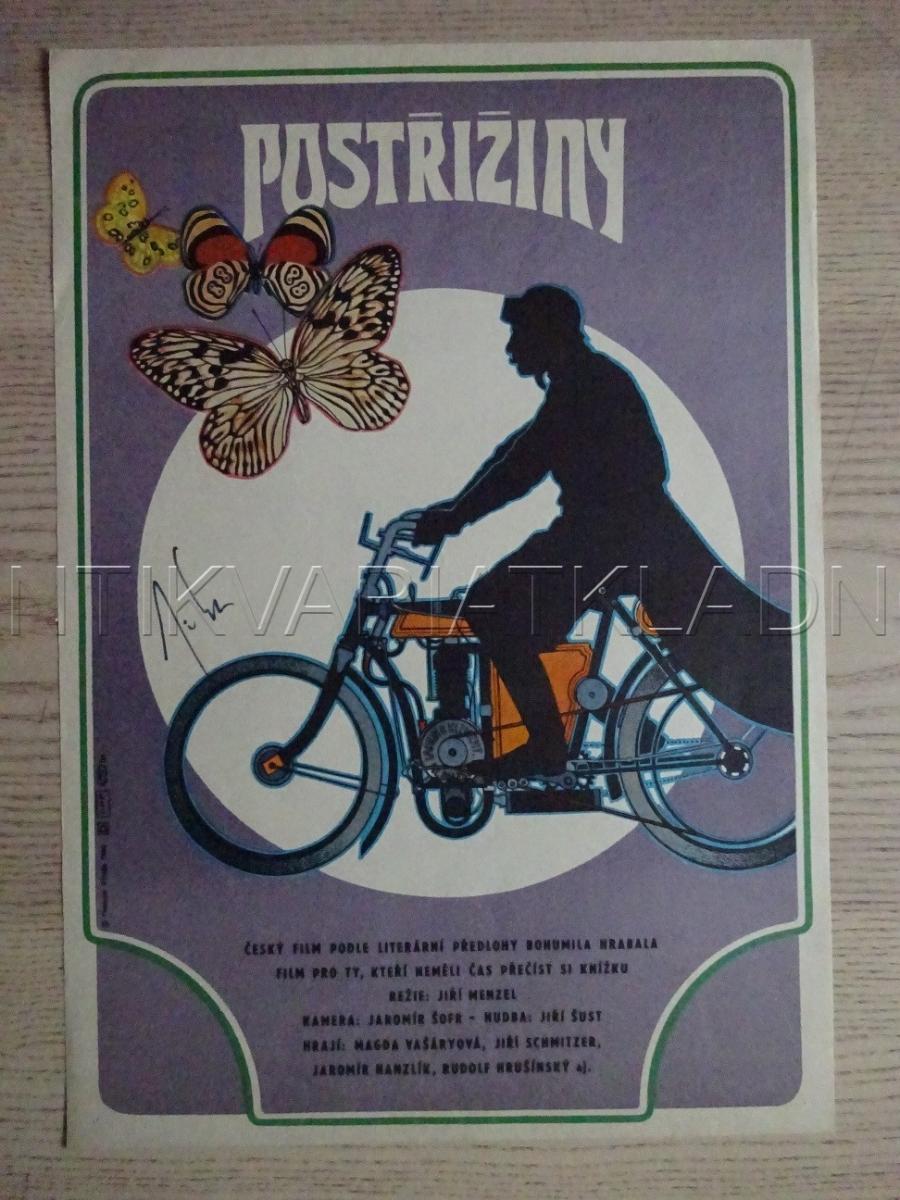 POSTŘIŽINY
NTIKVARIATKLADN
ČESKÝ FILM PODLE LITERÁRNÍ PŘEDLOHY BOHUMILA HRABALA
FILM PRO TY, KTEŘÍ NEMĚLI ČAS PŘEČÍST SI KNÍŽKU
REŽIE: JIŘÍ MENZEL
KAMERA: JAROMÍR ŠOFR - HUDBA: JIŘÍ ŠUST
HRAJÍ: MAGDA VAŠÁRYOVÁ, JIŘÍ SCHMITZER,
JAROMÍR HANZLÍK, RUDOLF HRUŠÍNSKÝ aj.